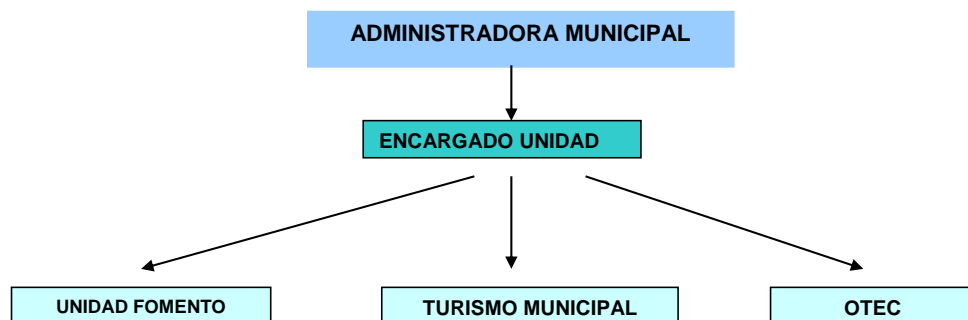 ADMINISTRADORA MUNICIPAL
ENCARGADO UNIDAD
UNIDAD FOMENTO
TURISMO MUNICIPAL
OTEC